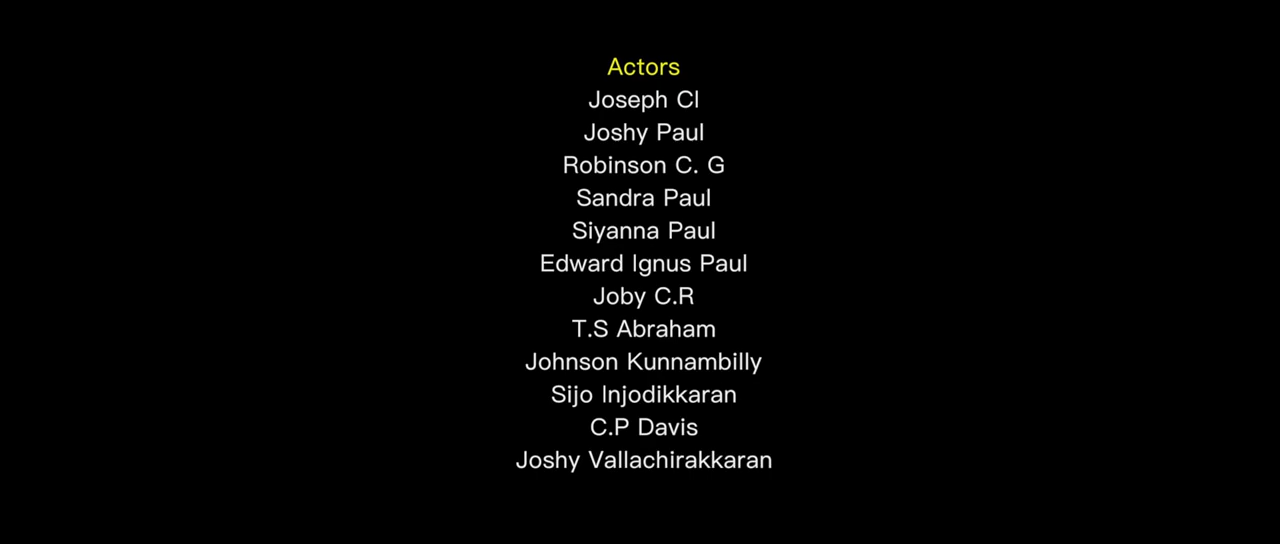 Actors
Joseph CI
Joshy Paul
Robinson C. G
Sandra Paul
Siyanna Paul
Edward Ignus Paul
Joby C.R
T.S Abraham
Johnson Kunnambilly
Sijo Injodikkaran
C.P Davis
Joshy Vallachirakkaran